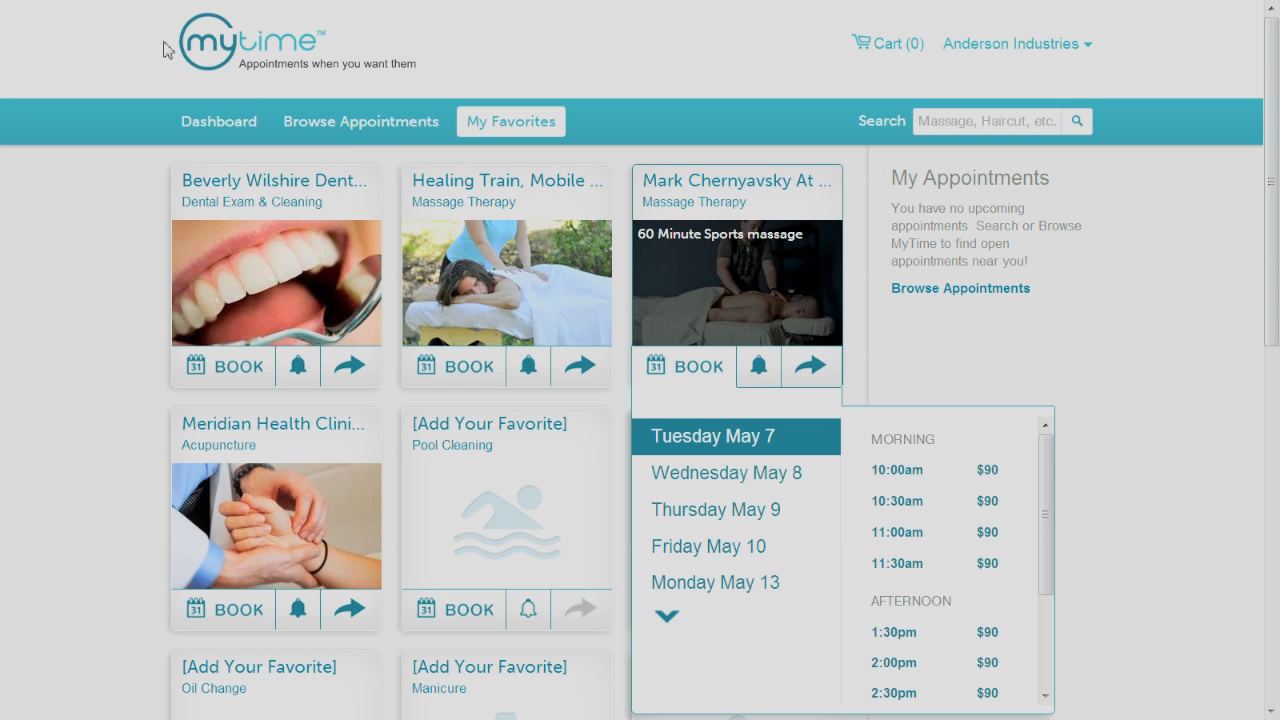 mytime™
Appointments when you want them
Cart (0)
Anderson Industries
Dashboard
Browse Appointments
My Favorites
Search
Massage, Haircut, etc.
Beverly Wilshire Dent...
Dental Exam & Cleaning
31 BOOK
Healing Train, Mobile ...
Massage Therapy
31 BOOK
Mark Chernyavsky At ...
Massage Therapy
60 Minute Sports massage
31 BOOK
My Appointments
You have no upcoming
appointments. Search or Browse
MyTime to find open
appointments near you!
Browse Appointments
Meridian Health Clini...
Acupuncture
31 BOOK
[Add Your Favorite]
Pool Cleaning
31 BOOK
Tuesday May 7
Wednesday May 8
Thursday May 9
Friday May 10
Monday May 13
MORNING
10:00am $90
10:30am $90
11:00am $90
11:30am $90
AFTERNOON
1:30pm $90
2:00pm $90
2:30pm $90
[Add Your Favorite]
Oil Change
[Add Your Favorite]
Manicure